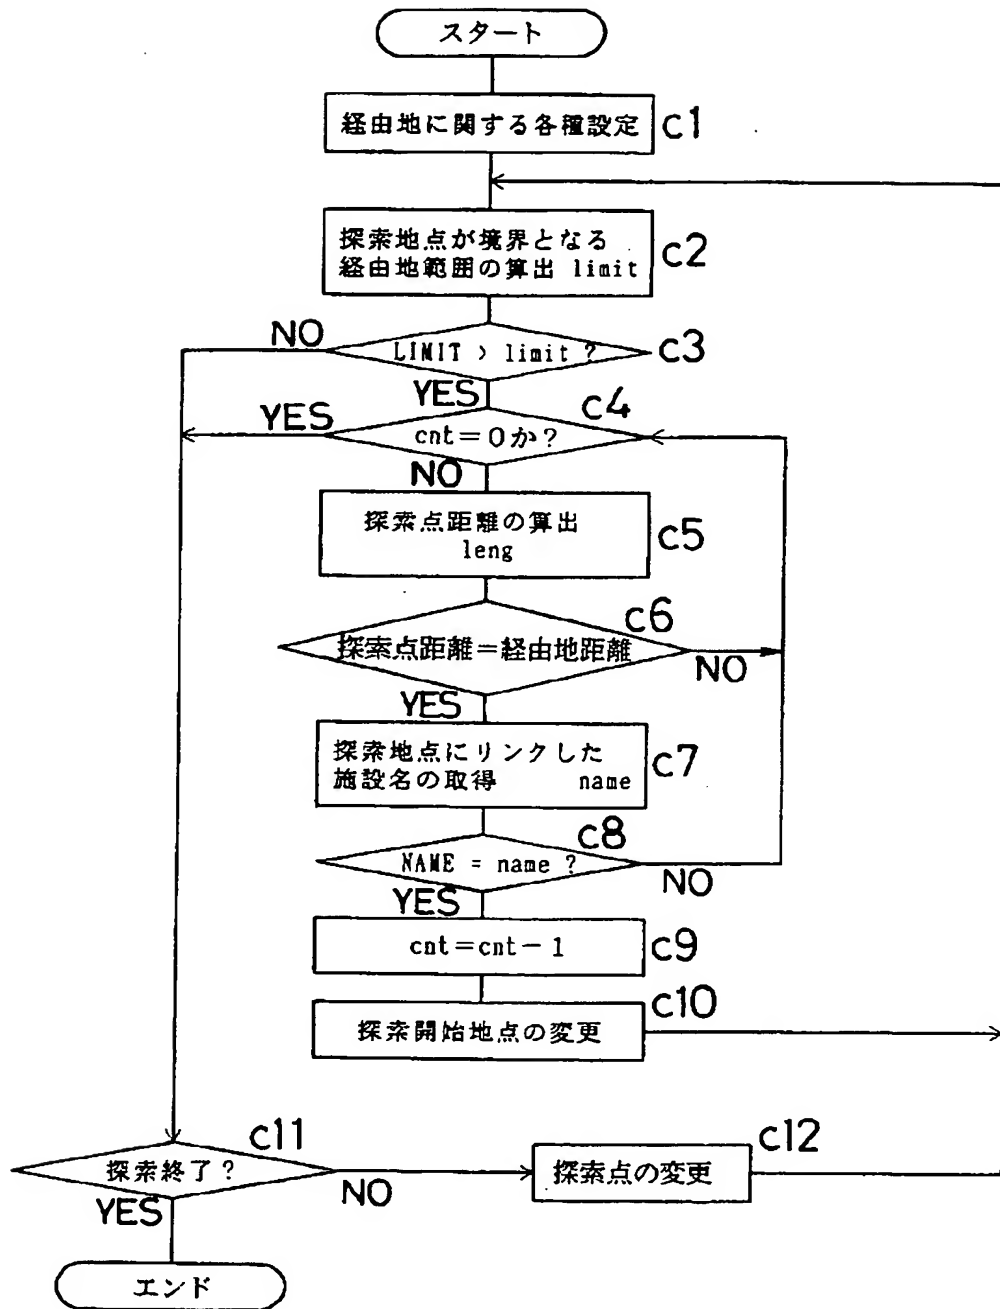 スタート
経由地に関する各種設定 c1
探索地点が境界となる
経由地範囲の算出 limit c2
NO
LIMIT > limit ? c3
YES
YES
cnt=0か? c4
NO
探索点距離の算出
leng c5
探索点距離=経由地距離 c6
NO
YES
探索地点にリンクした
施設名の取得 name c7
NAME = name ? c8
NO
YES
cnt=cnt-1 c9
探索開始地点の変更 c10
探索終了? c11
NO
探索点の変更 c12
YES
エンド